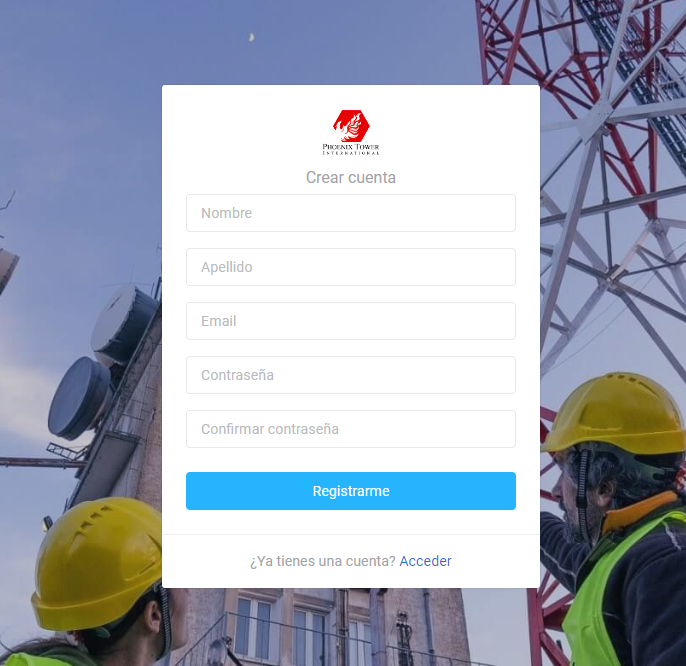 PHOENIX TOWER
INTERNATIONAL
Crear cuenta
Nombre
Apellido
Email
Contraseña
Confirmar contraseña
Registrarme
¿Ya tienes una cuenta? Acceder